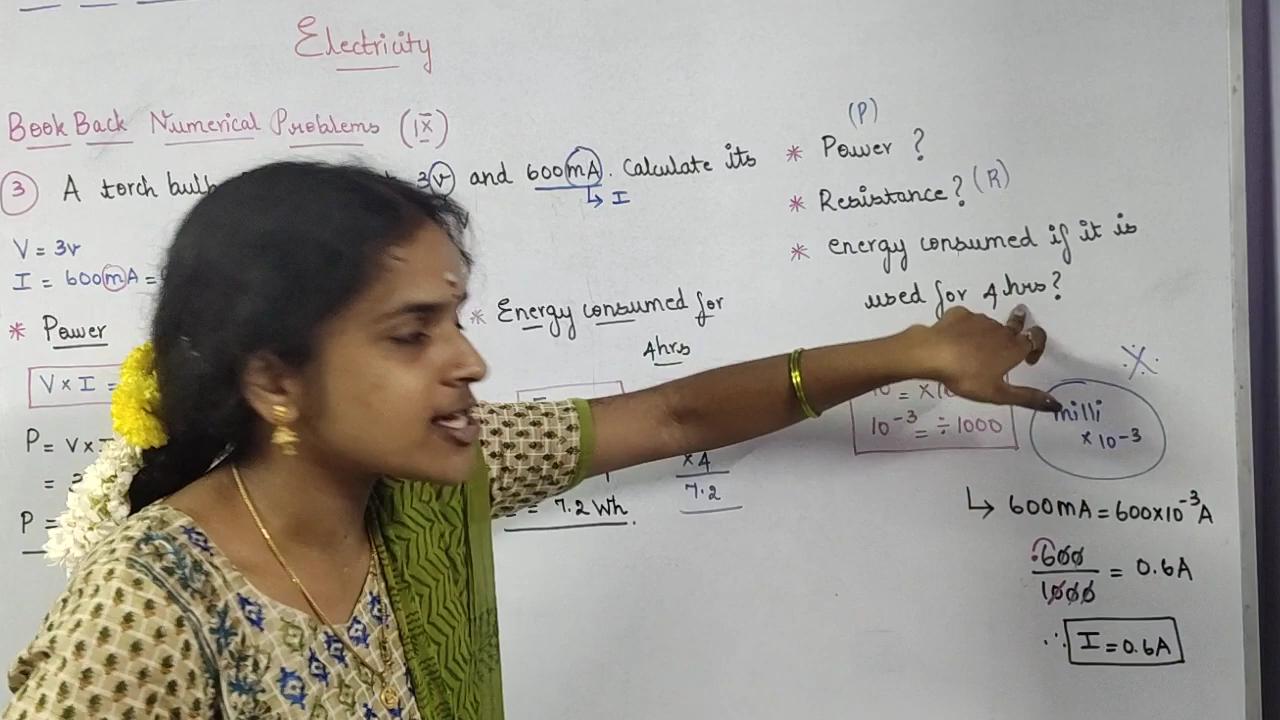 Electricity
Book Back Numerical Problems (IX)
3 A torch bulb 3V and 600mA. Calculate its
↳ I
* Power ?
(P)
* Resistance? (R)
* energy consumed if it is
used for 4hrs?
V = 3v
I = 600mA =
* Power
V × I =
P = V×I
=
P =
* Energy consumed for
4hrs
×4
7.2
= 7.2 Wh.
10⁻³ = ÷1000
milli
×10⁻³
↳ 600mA = 600×10⁻³A
600
1000
= 0.6A
∴ I = 0.6A